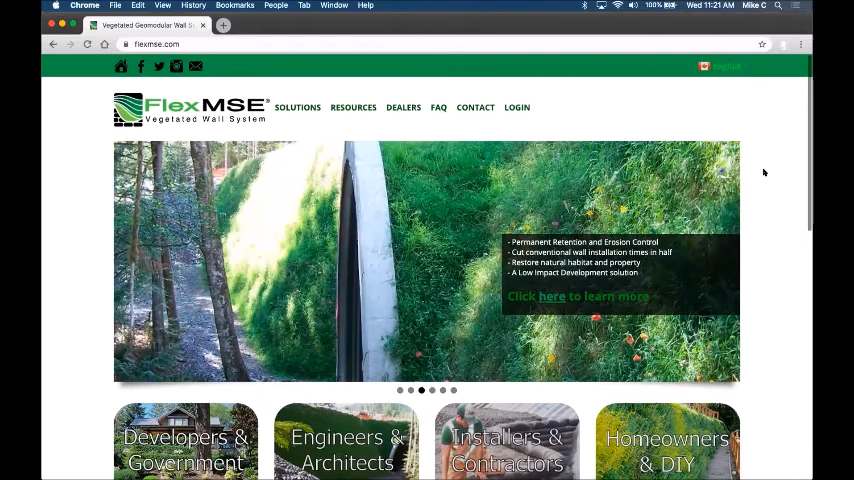 Chrome File Edit View History Bookmarks People Tab Window Help 100% Wed 11:21 AM Mike C
Vegetated Geomodular Wall Sy
flexmse.com
English
FlexMSE®
Vegetated Wall System
SOLUTIONS RESOURCES DEALERS FAQ CONTACT LOGIN
- Permanent Retention and Erosion Control
- Cut conventional wall installation times in half
- Restore natural habitat and property
- A Low Impact Development solution
Click here to learn more
Developers & Government
Engineers & Architects
Installers & Contractors
Homeowners & DIY